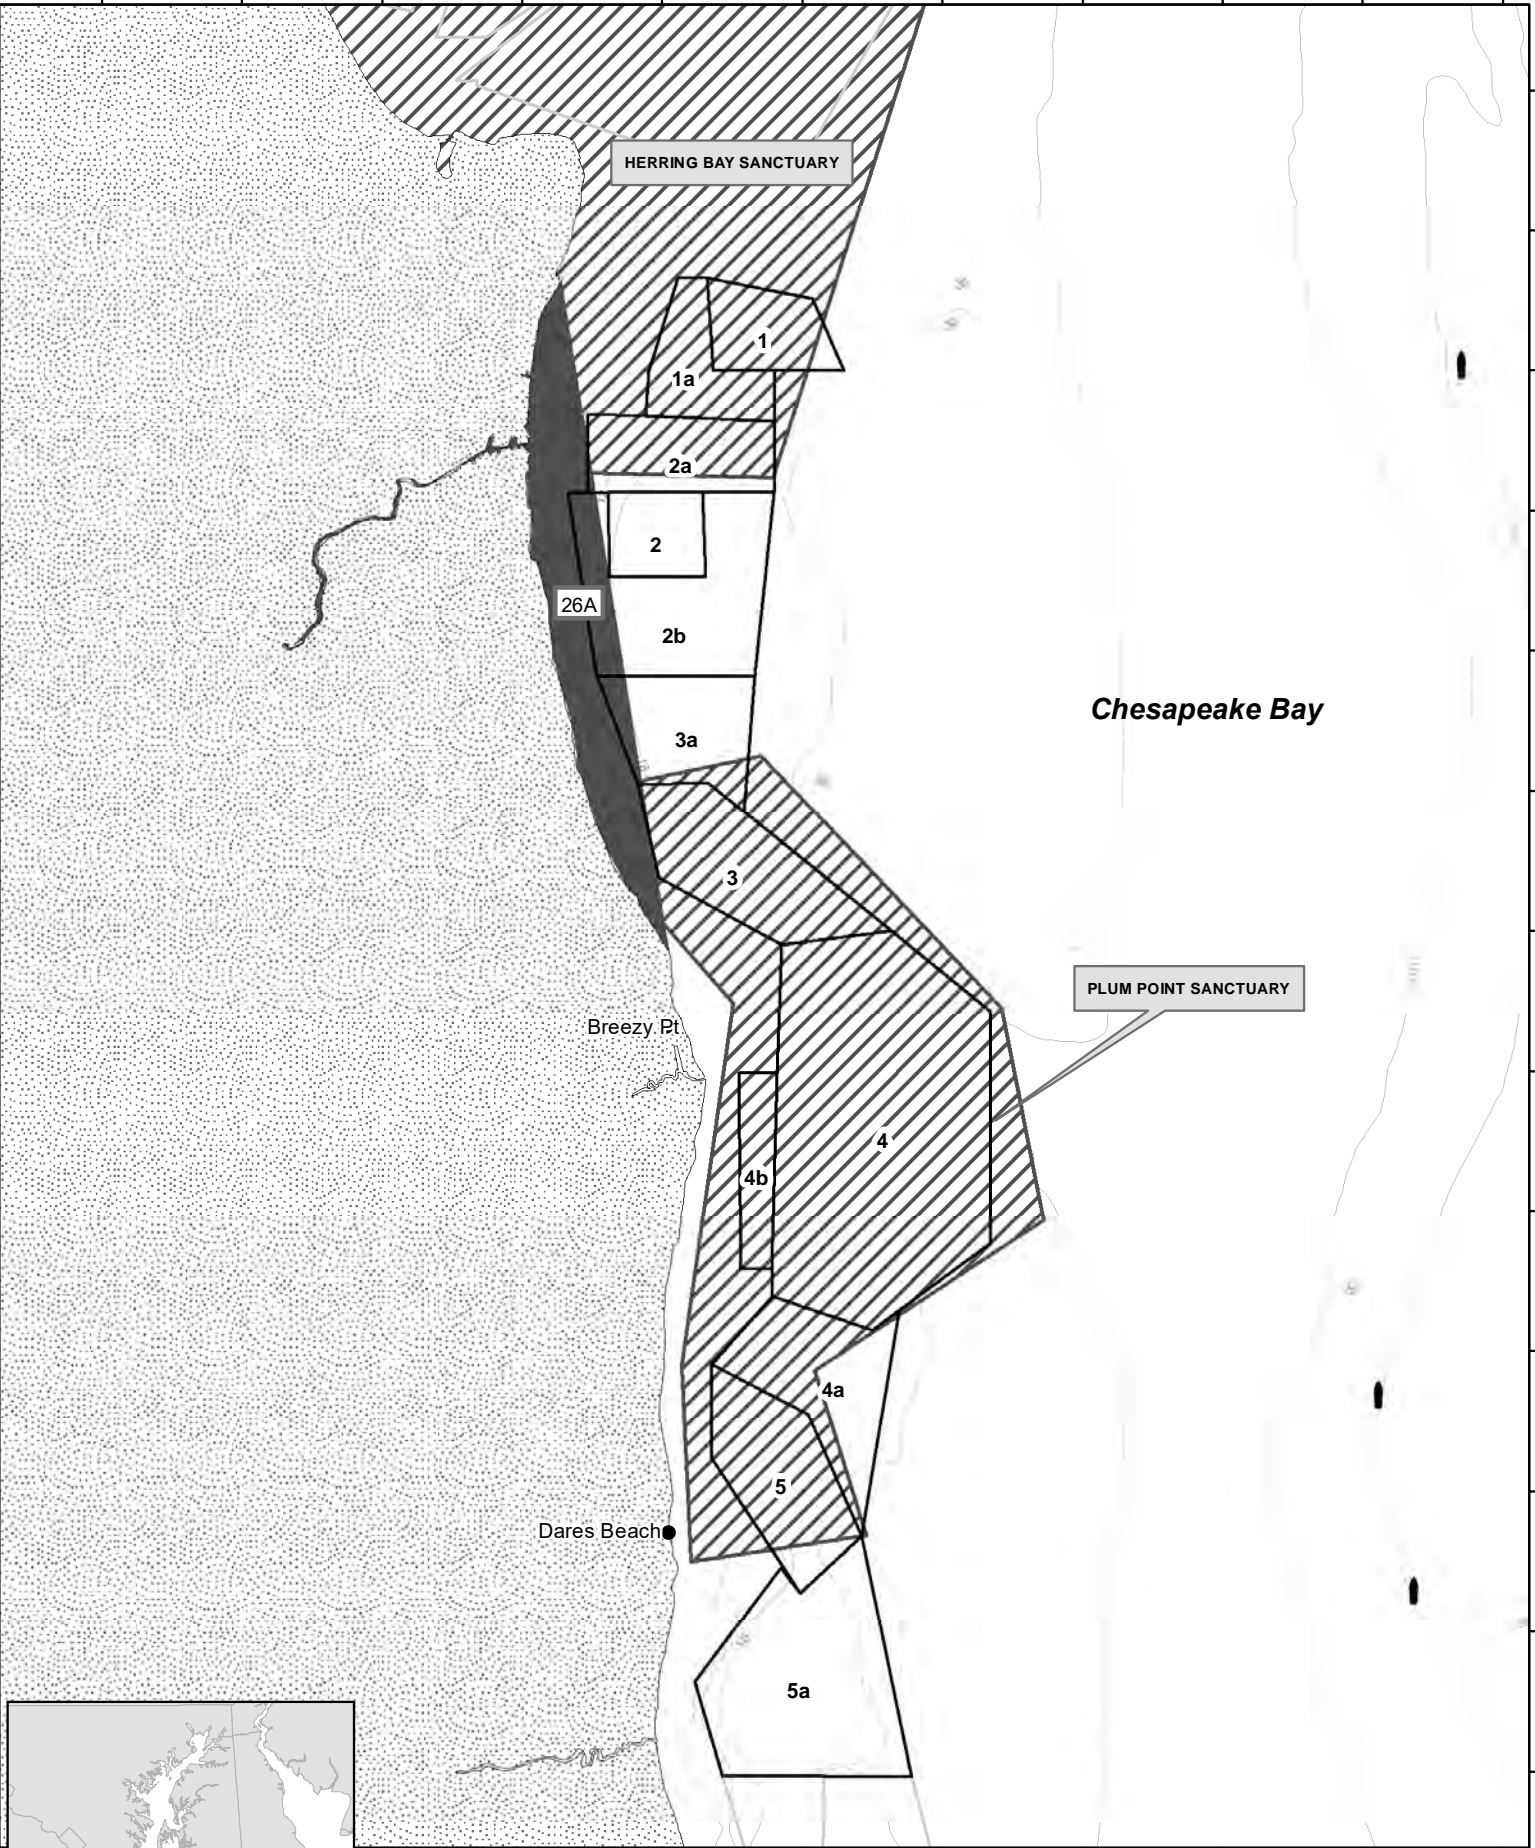 HERRING BAY SANCTUARY
1
1a
2a
2
26A
2b
Chesapeake Bay
3a
3
PLUM POINT SANCTUARY
Breezy Pt
4
4b
4a
5
Dares Beach
5a